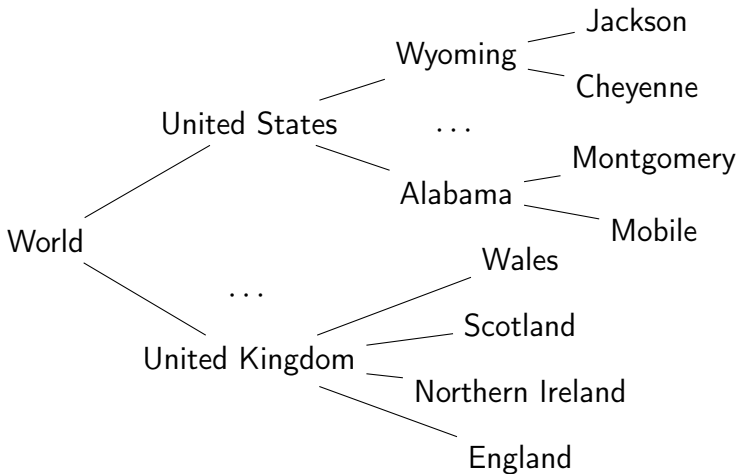 Jackson
Wyoming
Cheyenne
United States
. . .
Montgomery
Alabama
Mobile
World
Wales
. . .
Scotland
United Kingdom
Northern Ireland
England